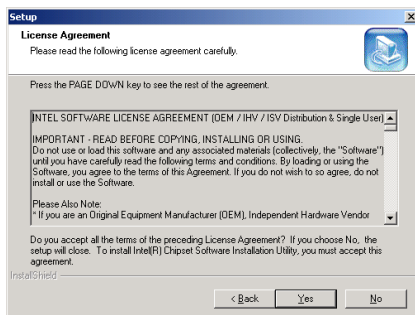 Setup
License Agreement
Please read the following license agreement carefully.
Press the PAGE DOWN key to see the rest of the agreement.
INTEL SOFTWARE LICENSE AGREEMENT (OEM / IHV / ISV Distribution & Single User)
IMPORTANT - READ BEFORE COPYING, INSTALLING OR USING.
Do not use or load this software and any associated materials (collectively, the "Software")
until you have carefully read the following terms and conditions. By loading or using the
Software, you agree to the terms of this Agreement. If you do not wish to so agree, do not
install or use the Software.
Please Also Note:
* If you are an Original Equipment Manufacturer (OEM), Independent Hardware Vendor
Do you accept all the terms of the preceding License Agreement? If you choose No, the
setup will close. To install Intel(R) Chipset Software Installation Utility, you must accept this
agreement.
InstallShield
< Back
Yes
No